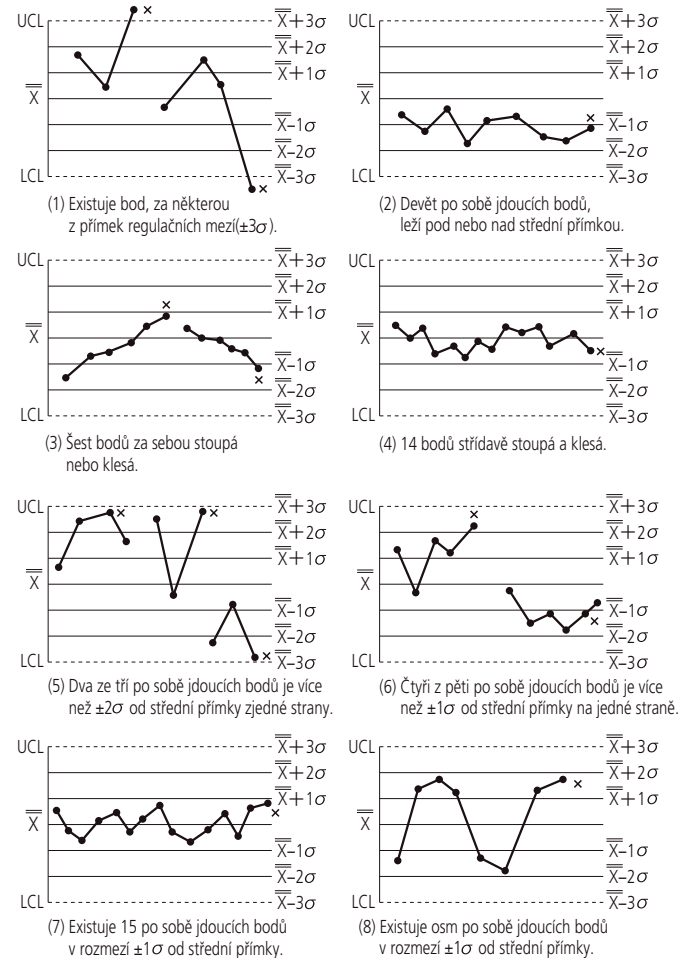 UCL
X̿+3σ
X̿+2σ
X̿+1σ
X̿
X̿–1σ
X̿–2σ
LCL
X̿–3σ
(1) Existuje bod, za některou
z přímek regulačních mezí(±3σ).
UCL
X̿+3σ
X̿+2σ
X̿+1σ
X̿
X̿–1σ
X̿–2σ
LCL
X̿–3σ
(2) Devět po sobě jdoucích bodů,
leží pod nebo nad střední přímkou.
UCL
X̿+3σ
X̿+2σ
X̿+1σ
X̿
X̿–1σ
X̿–2σ
LCL
X̿–3σ
(3) Šest bodů za sebou stoupá
nebo klesá.
UCL
X̿+3σ
X̿+2σ
X̿+1σ
X̿
X̿–1σ
X̿–2σ
LCL
X̿–3σ
(4) 14 bodů střídavě stoupá a klesá.
UCL
X̿+3σ
X̿+2σ
X̿+1σ
X̿
X̿–1σ
X̿–2σ
LCL
X̿–3σ
(5) Dva ze tří po sobě jdoucích bodů je více
než ±2σ od střední přímky zjedné strany.
UCL
X̿+3σ
X̿+2σ
X̿+1σ
X̿
X̿–1σ
X̿–2σ
LCL
X̿–3σ
(6) Čtyři z pěti po sobě jdoucích bodů je více
než ±1σ od střední přímky na jedné straně.
UCL
X̿+3σ
X̿+2σ
X̿+1σ
X̿
X̿–1σ
X̿–2σ
LCL
X̿–3σ
(7) Existuje 15 po sobě jdoucích bodů
v rozmezí ±1σ od střední přímky.
UCL
X̿+3σ
X̿+2σ
X̿+1σ
X̿
X̿–1σ
X̿–2σ
LCL
X̿–3σ
(8) Existuje osm po sobě jdoucích bodů
v rozmezí ±1σ od střední přímky.